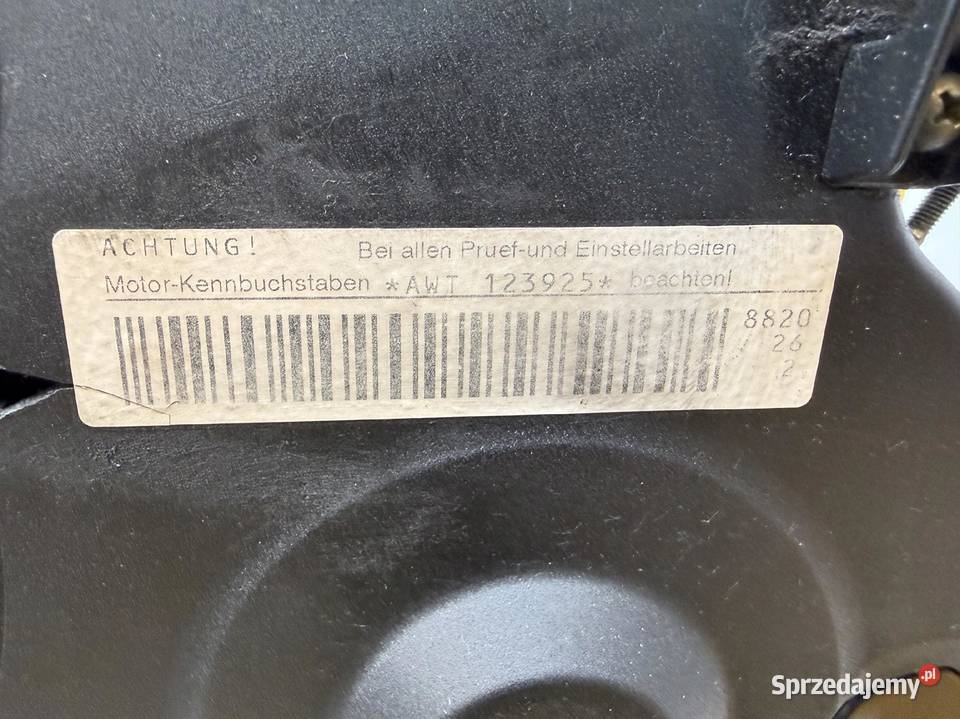 ACHTUNG! Bei allen Pruef-und Einstellarbeiten
Motor-Kennbuchstaben *AWT 123925* beachten!
8820
26
2
Sprzedajemy.pl